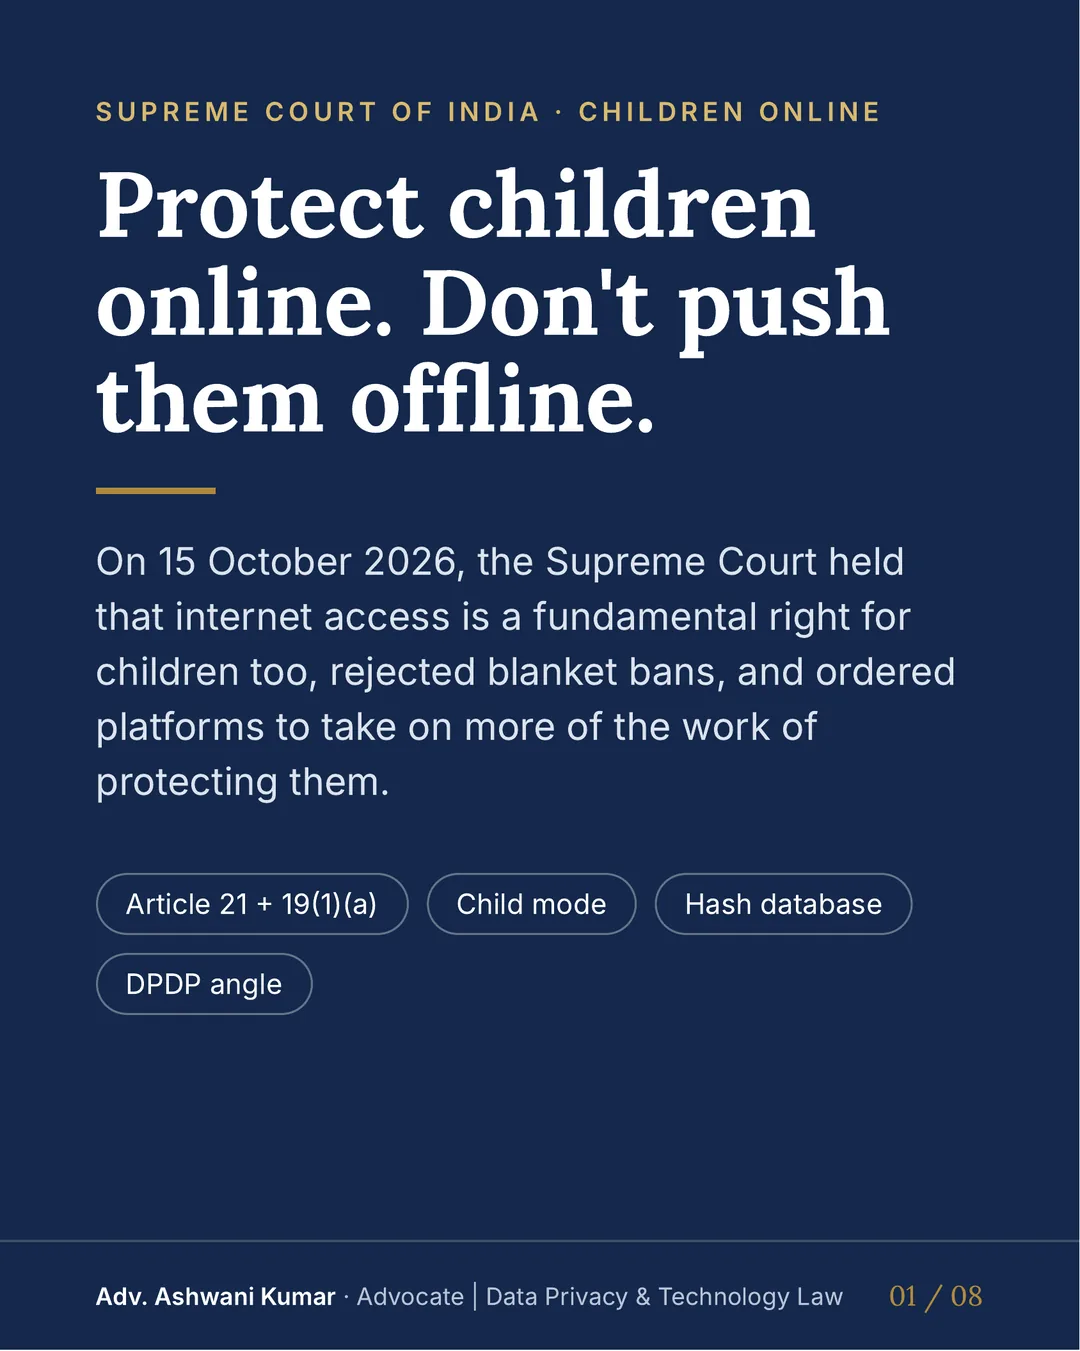 SUPREME COURT OF INDIA · CHILDREN ONLINE
Protect children
online. Don't push
them offline.
On 15 October 2026, the Supreme Court held
that internet access is a fundamental right for
children too, rejected blanket bans, and ordered
platforms to take on more of the work of
protecting them.
Article 21 + 19(1)(a)
Child mode
Hash database
DPDP angle
Adv. Ashwani Kumar · Advocate | Data Privacy & Technology Law
01 / 08